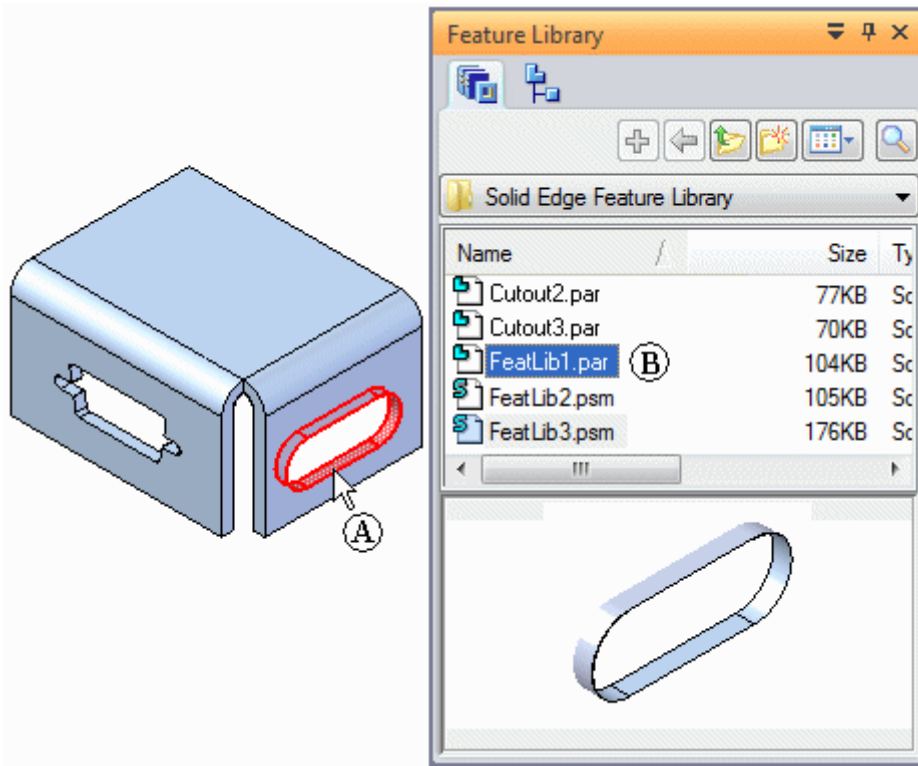 Feature Library
Solid Edge Feature Library
Name Size Ty
Cutout2.par 77KB Sc
Cutout3.par 70KB Sc
FeatLib1.par B 104KB Sc
FeatLib2.psm 105KB Sc
FeatLib3.psm 176KB Sc
A